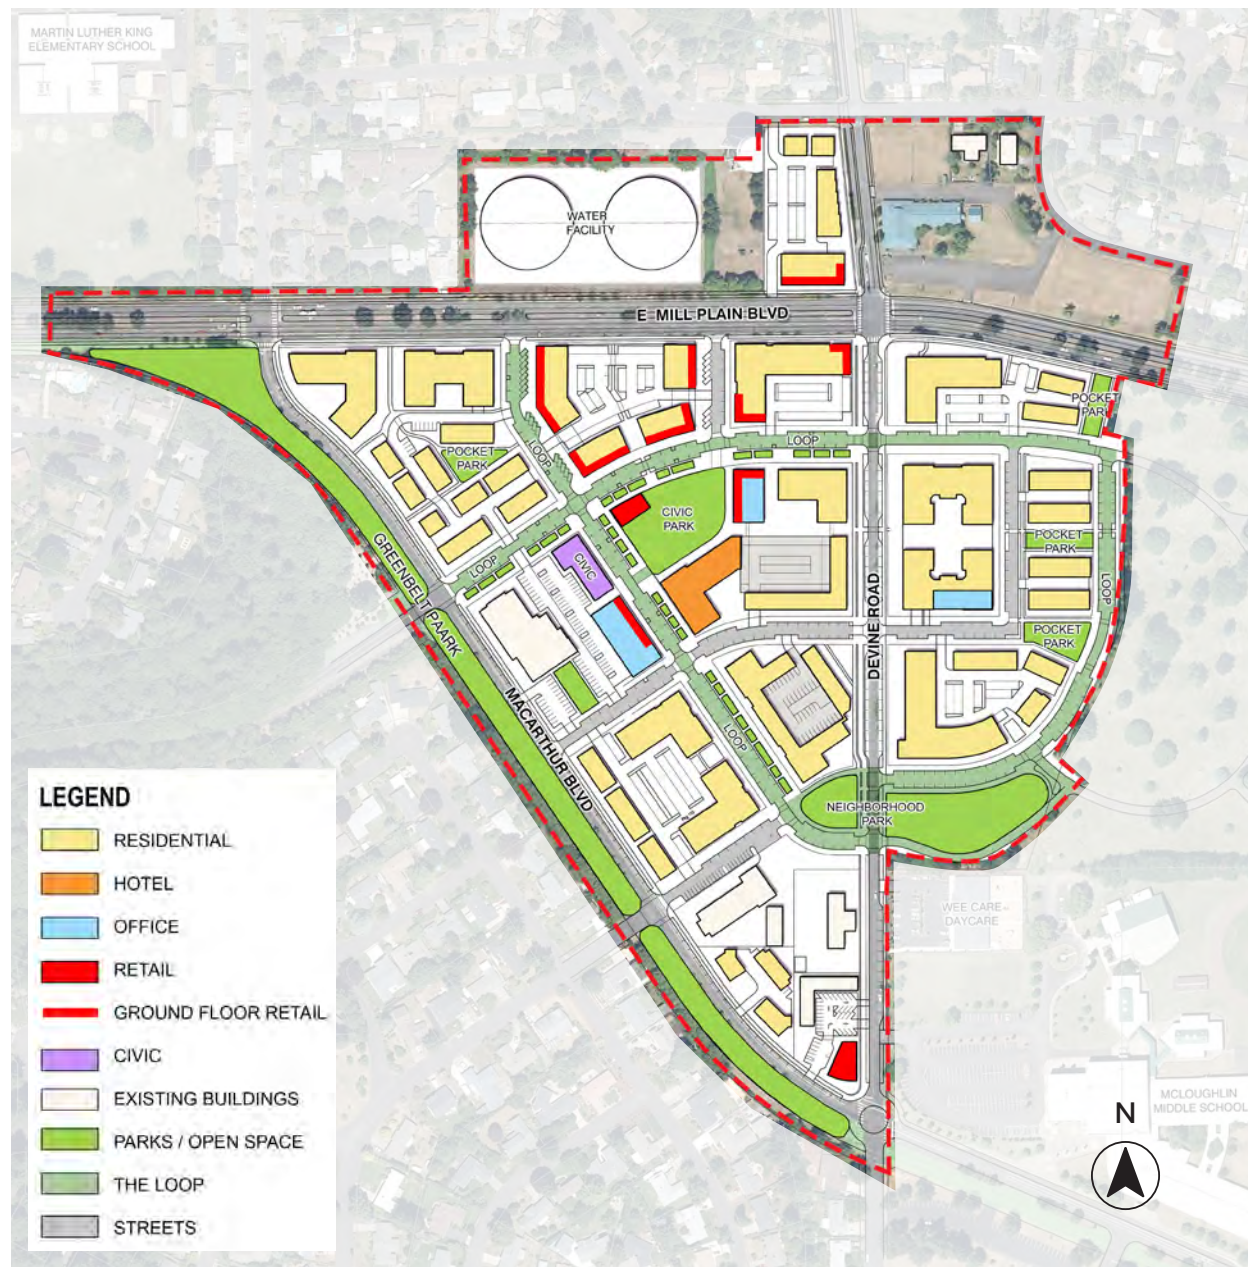 MARTIN LUTHER KING
ELEMENTARY SCHOOL
WATER
FACILITY
E MILL PLAIN BLVD
POCKET
PARK
LOOP
LOOP
POCKET
PARK
CIVIC
PARK
GREENBELT PAARK
LOOP
CIVIC
POCKET
PARK
LOOP
DEVINE ROAD
POCKET
PARK
MACARTHUR BLVD
LOOP
NEIGHBORHOOD
PARK
WEE CARE
DAYCARE
MCLOUGHLIN
MIDDLE SCHOOL
N
LEGEND
RESIDENTIAL
HOTEL
OFFICE
RETAIL
GROUND FLOOR RETAIL
CIVIC
EXISTING BUILDINGS
PARKS / OPEN SPACE
THE LOOP
STREETS